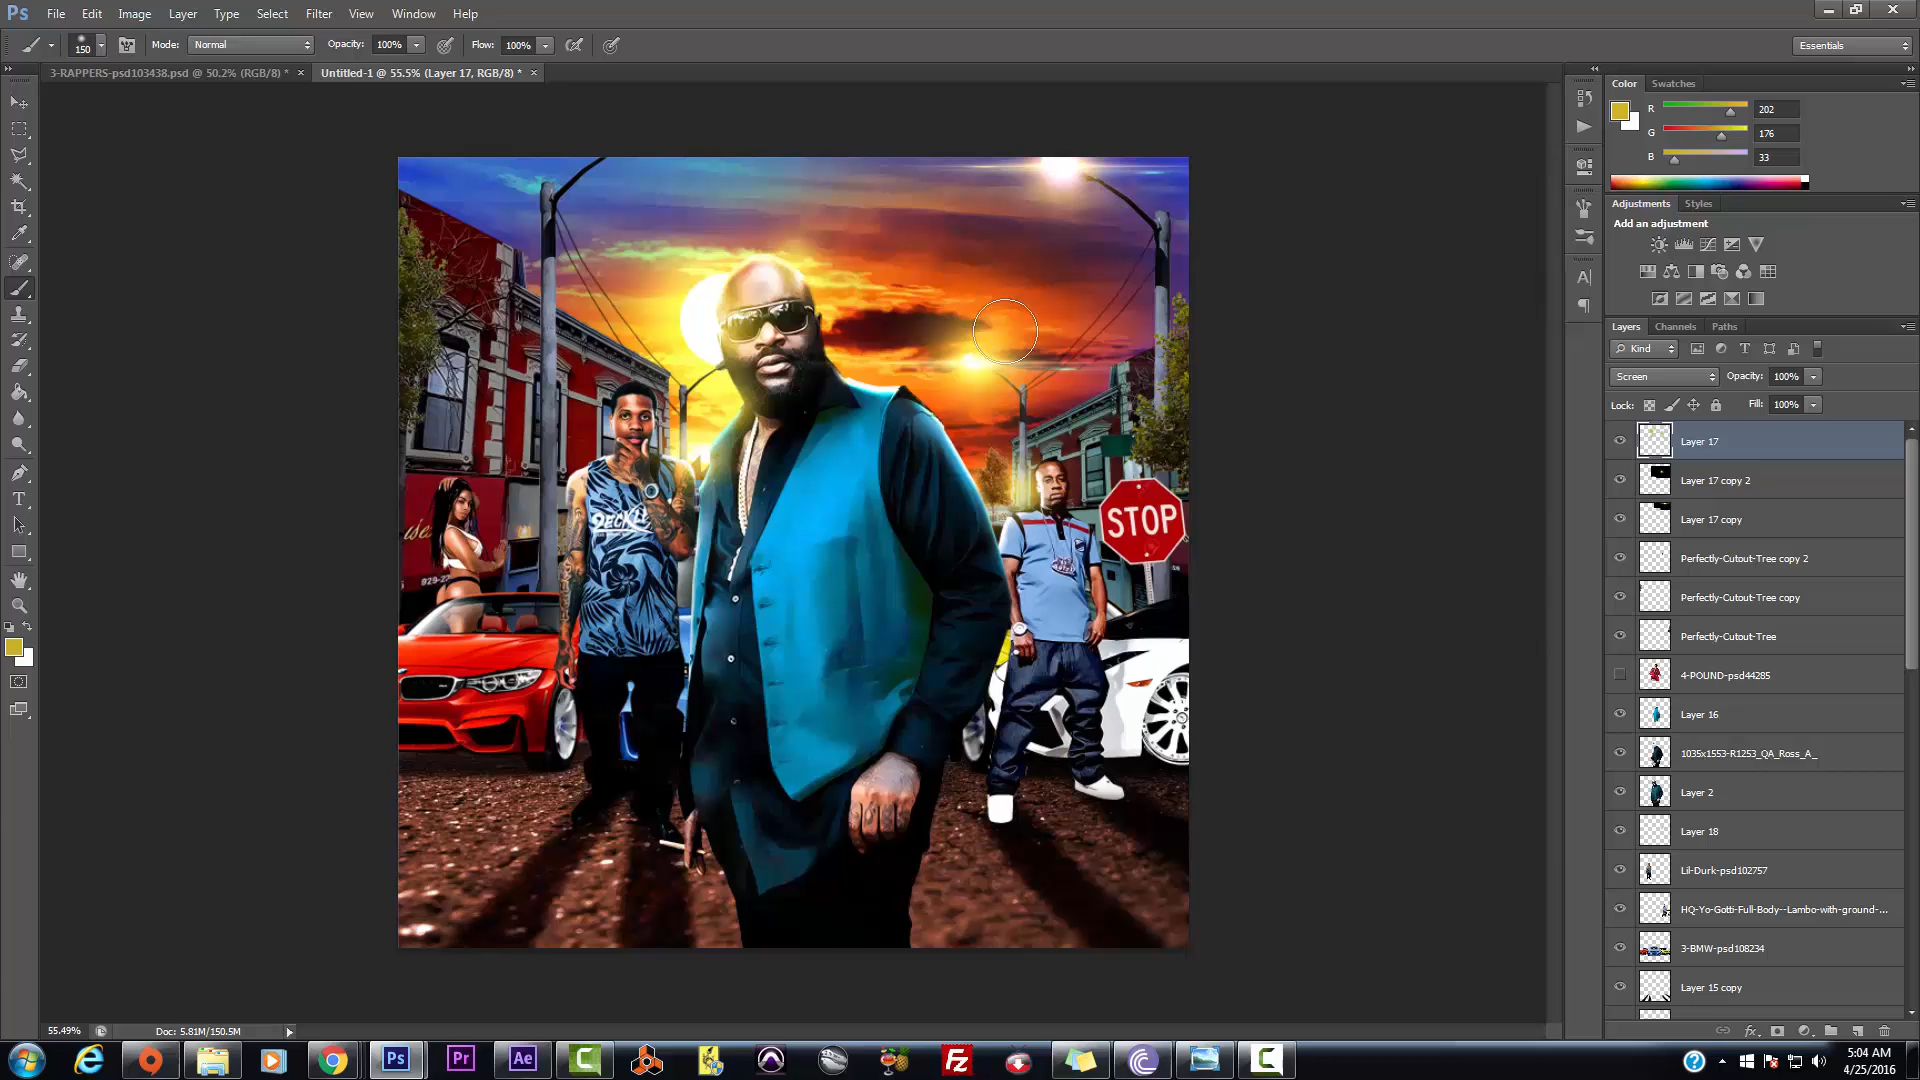 Ps File Edit Image Layer Type Select Filter View Window Help
150 Mode: Normal Opacity: 100% Flow: 100% Essentials
3-RAPPERS-psd103438.psd @ 50.2% (RGB/8) * × Untitled-1 @ 55.5% (Layer 17, RGB/8) * ×
Color Swatches
R 202
G 176
B 33
Adjustments Styles
Add an adjustment
Layers Channels Paths
Kind
Screen Opacity: 100%
Lock: Fill: 100%
Layer 17
Layer 17 copy 2
Layer 17 copy
Perfectly-Cutout-Tree copy 2
Perfectly-Cutout-Tree copy
Perfectly-Cutout-Tree
4-POUND-psd44285
Layer 16
1035x1553-R1253_QA_Ross_A_
Layer 2
Layer 18
Lil-Durk-psd102757
HQ-Yo-Gotti-Full-Body--Lambo-with-ground-...
3-BMW-psd108234
Layer 15 copy
STOP
55.49% Doc: 5.81M/150.5M
Ps Pr Ae C Fz C
5:04 AM
4/25/2016